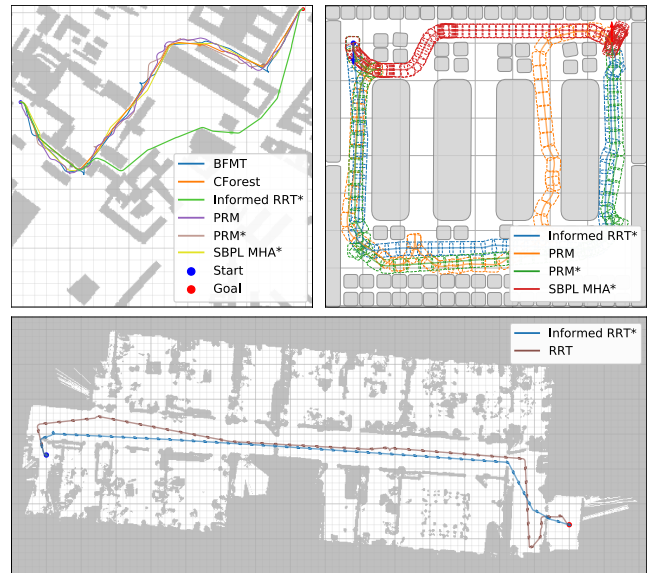 BFMT
CForest
Informed RRT*
PRM
PRM*
SBPL MHA*
Start
Goal
Informed RRT*
PRM
PRM*
SBPL MHA*
Informed RRT*
RRT